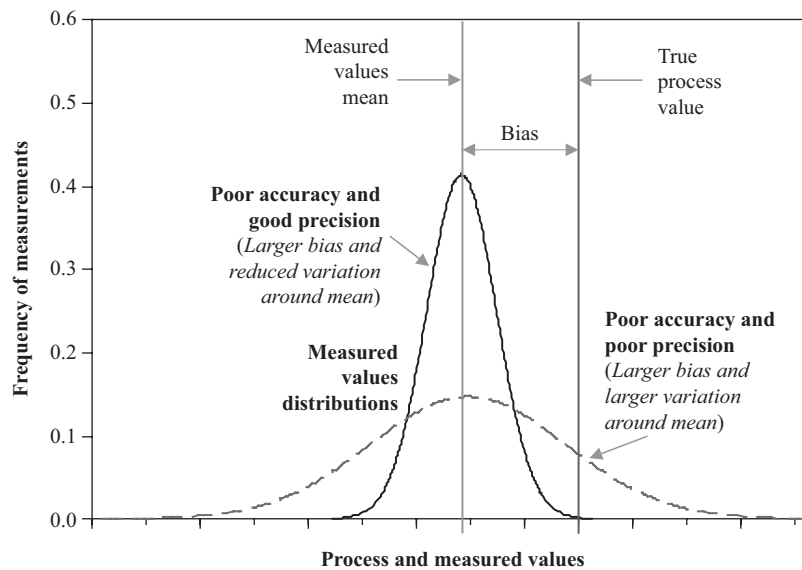 0.6
0.5
0.4
0.3
0.2
0.1
0.0
Frequency of measurements
Measured
values
mean
True
process
value
Bias
Poor accuracy and
good precision
(Larger bias and
reduced variation
around mean)
Measured
values
distributions
Poor accuracy and
poor precision
(Larger bias and
larger variation
around mean)
Process and measured values